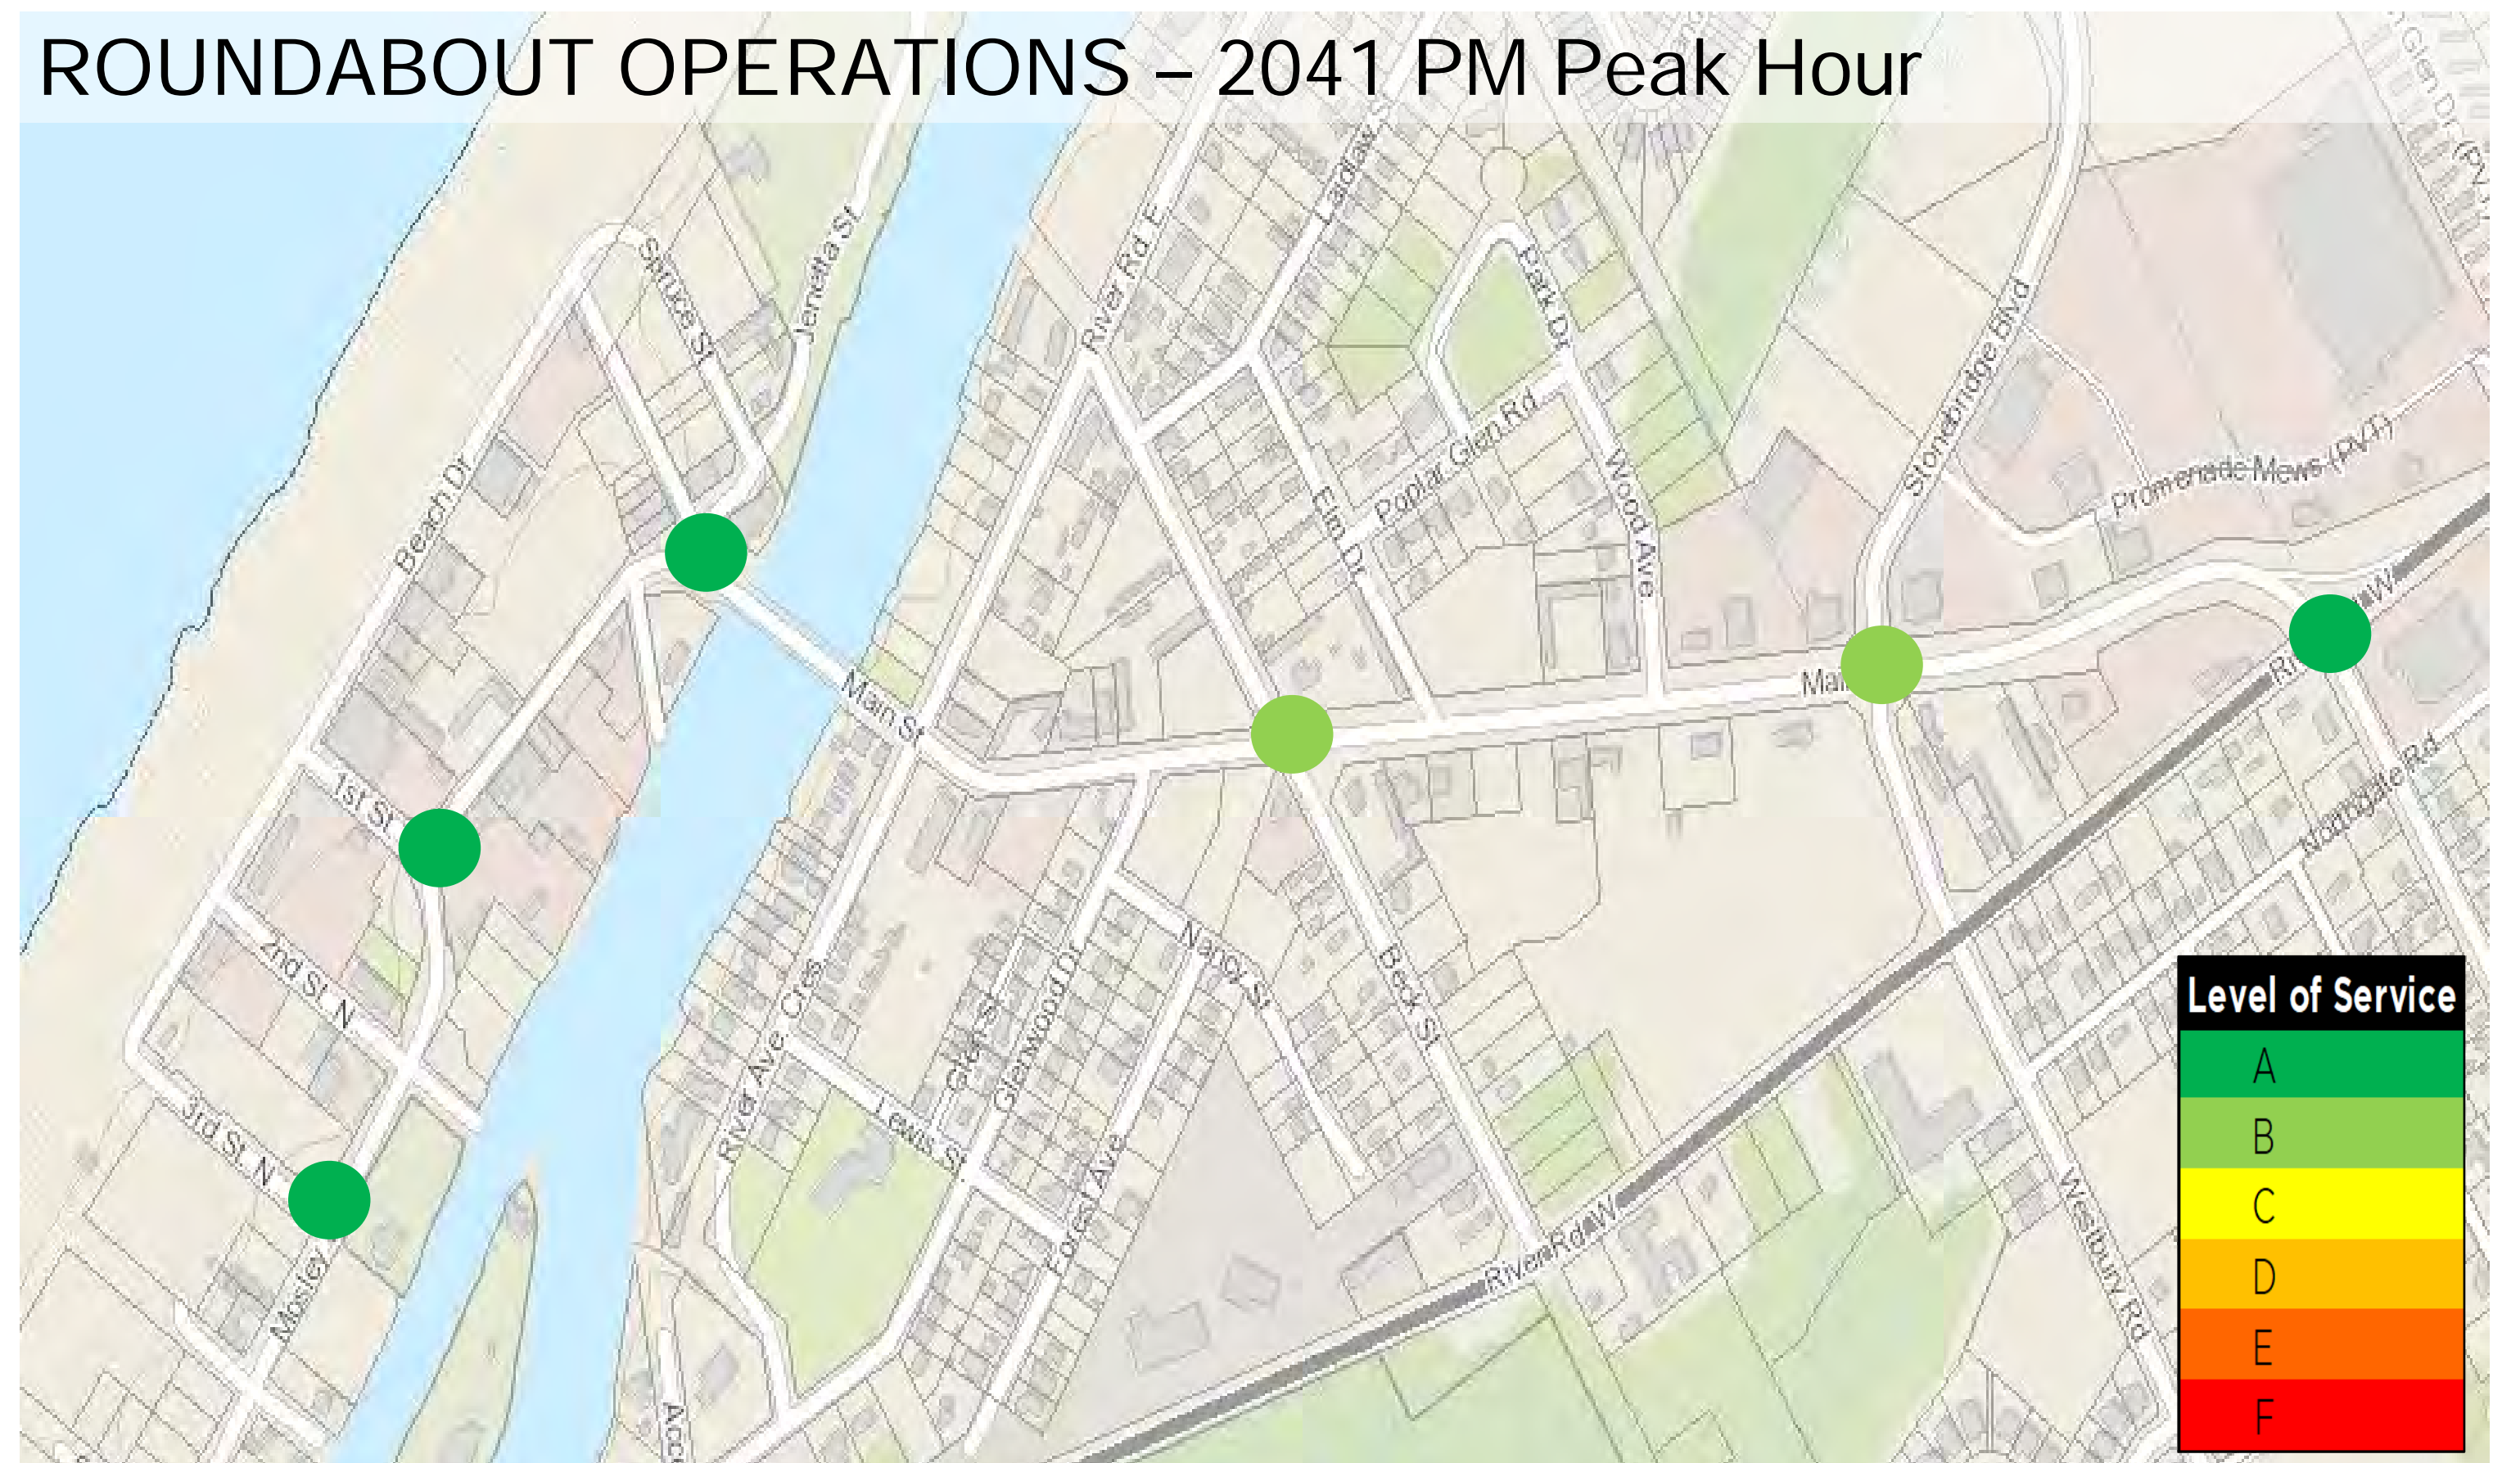 ROUNDABOUT OPERATIONS – 2041 PM Peak Hour
Spruce St
Jenetta St
River Rd E
Park Dr
Stonebridge Blvd
Beach Dr
Poplar Glen Rd
Elm Dr
Wood Ave
Promenade Mews (PVT)
Main St
1st St
2nd St N
3rd St N
Mosley
River Ave Cres
Glen St
Glenwood Dr
Nancy St
Lewis St
Forest Ave
Beck St
River Rd W
Northgate Rd
Westbury Rd
Level of Service
A
B
C
D
E
F